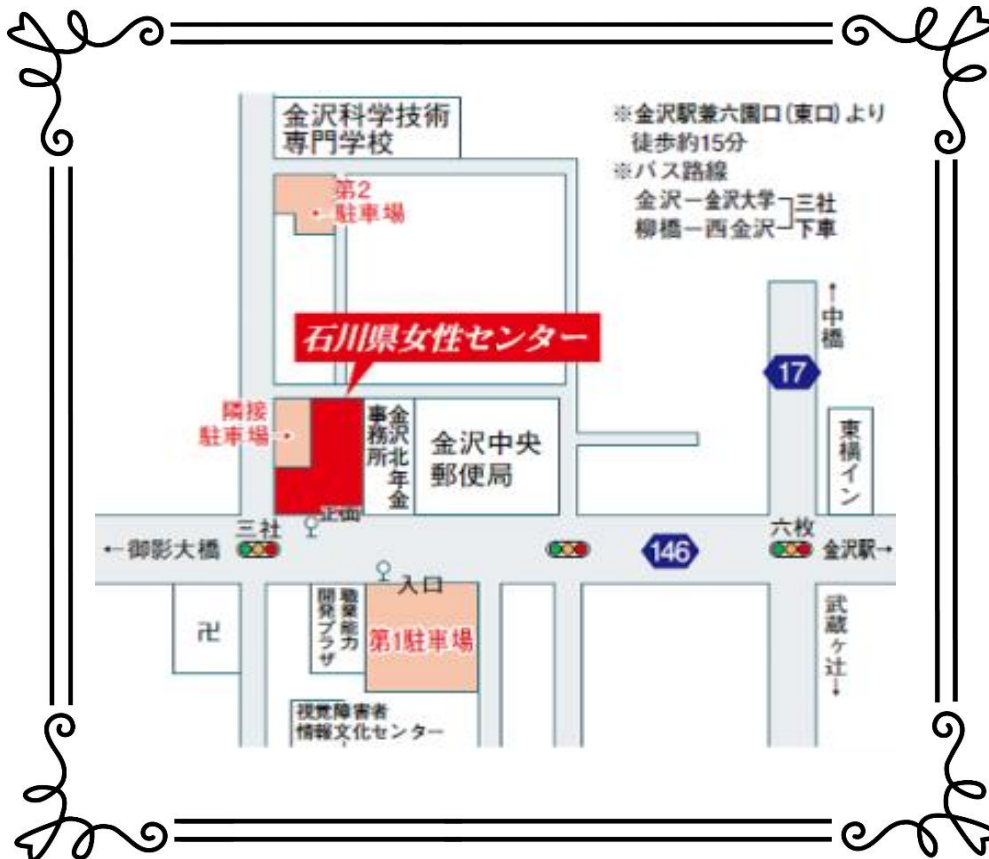 金沢科学技術
専門学校
※金沢駅兼六園口(東口)より
徒歩約15分
※バス路線
金沢ー金沢大学
柳橋ー西金沢
三社
下車
第2
駐車場
石川県女性センター
←中橋
17
隣接
駐車場
金沢北年金
事務所
金沢中央
郵便局
東横イン
正面
三社
六枚
←御影大橋
146
金沢駅→
入口
卍
職業能力
開発プラザ
第1駐車場
武蔵ヶ辻→
視覚障害者
情報文化センター